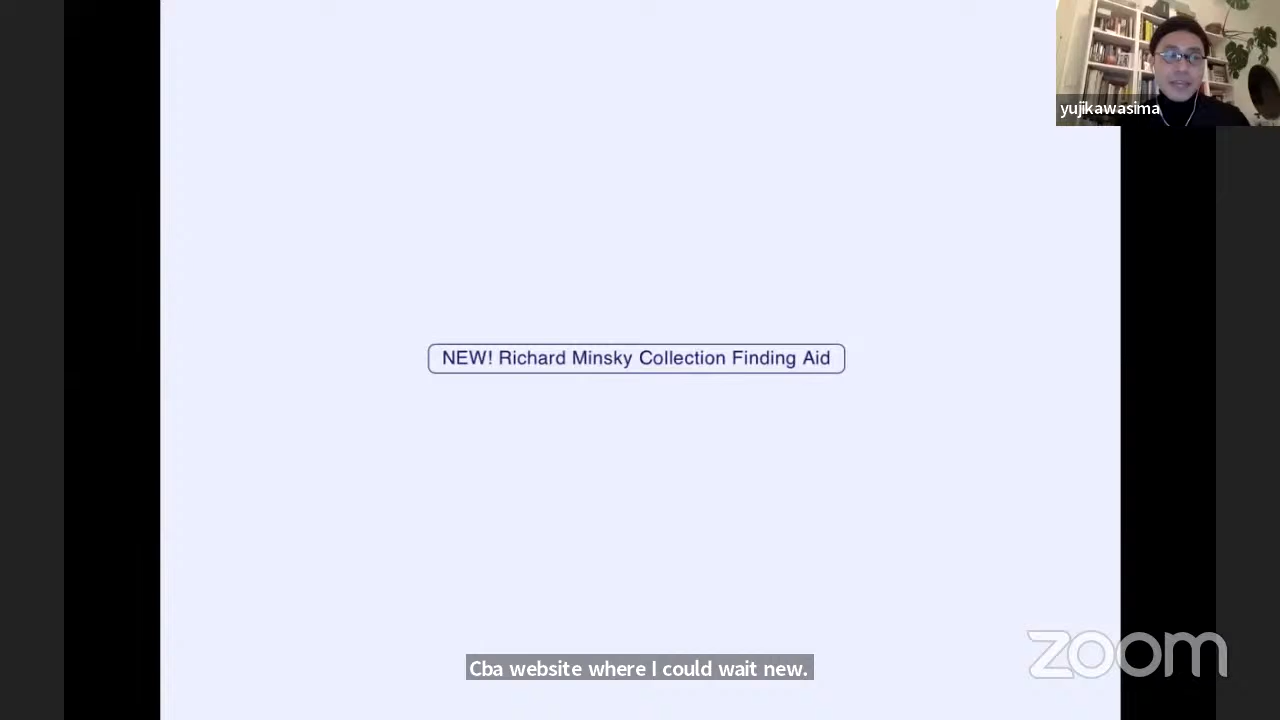 yujikawasima
NEW! Richard Minsky Collection Finding Aid
Cba website where I could wait new.
zoom